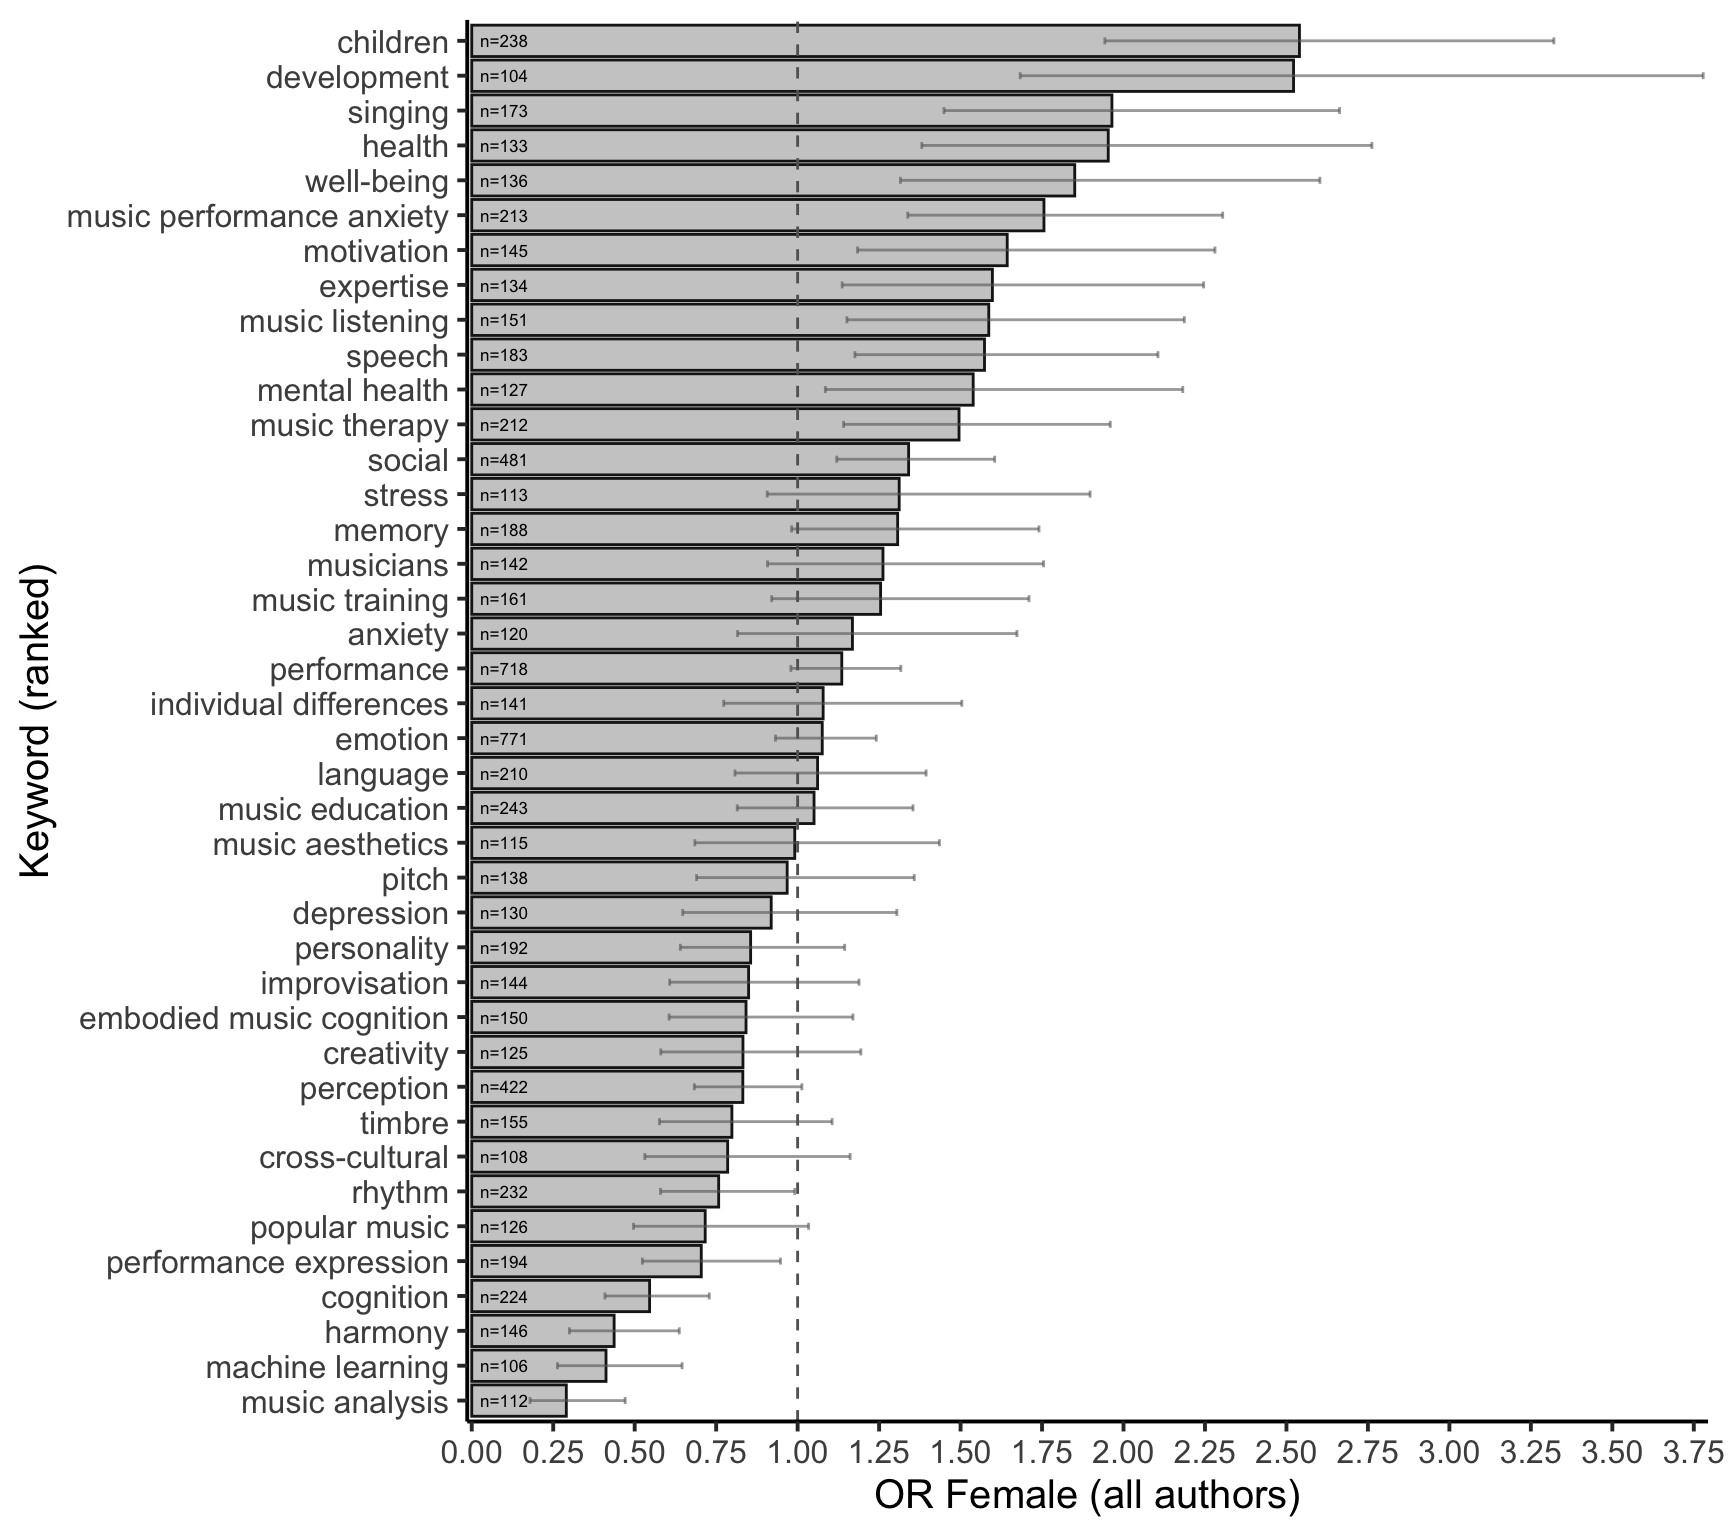 Keyword (ranked)
children n=238
development n=104
singing n=173
health n=133
well-being n=136
music performance anxiety n=213
motivation n=145
expertise n=134
music listening n=151
speech n=183
mental health n=127
music therapy n=212
social n=481
stress n=113
memory n=188
musicians n=142
music training n=161
anxiety n=120
performance n=718
individual differences n=141
emotion n=771
language n=210
music education n=243
music aesthetics n=115
pitch n=138
depression n=130
personality n=192
improvisation n=144
embodied music cognition n=150
creativity n=125
perception n=422
timbre n=155
cross-cultural n=108
rhythm n=232
popular music n=126
performance expression n=194
cognition n=224
harmony n=146
machine learning n=106
music analysis n=112
0.00 0.25 0.50 0.75 1.00 1.25 1.50 1.75 2.00 2.25 2.50 2.75 3.00 3.25 3.50 3.75
OR Female (all authors)